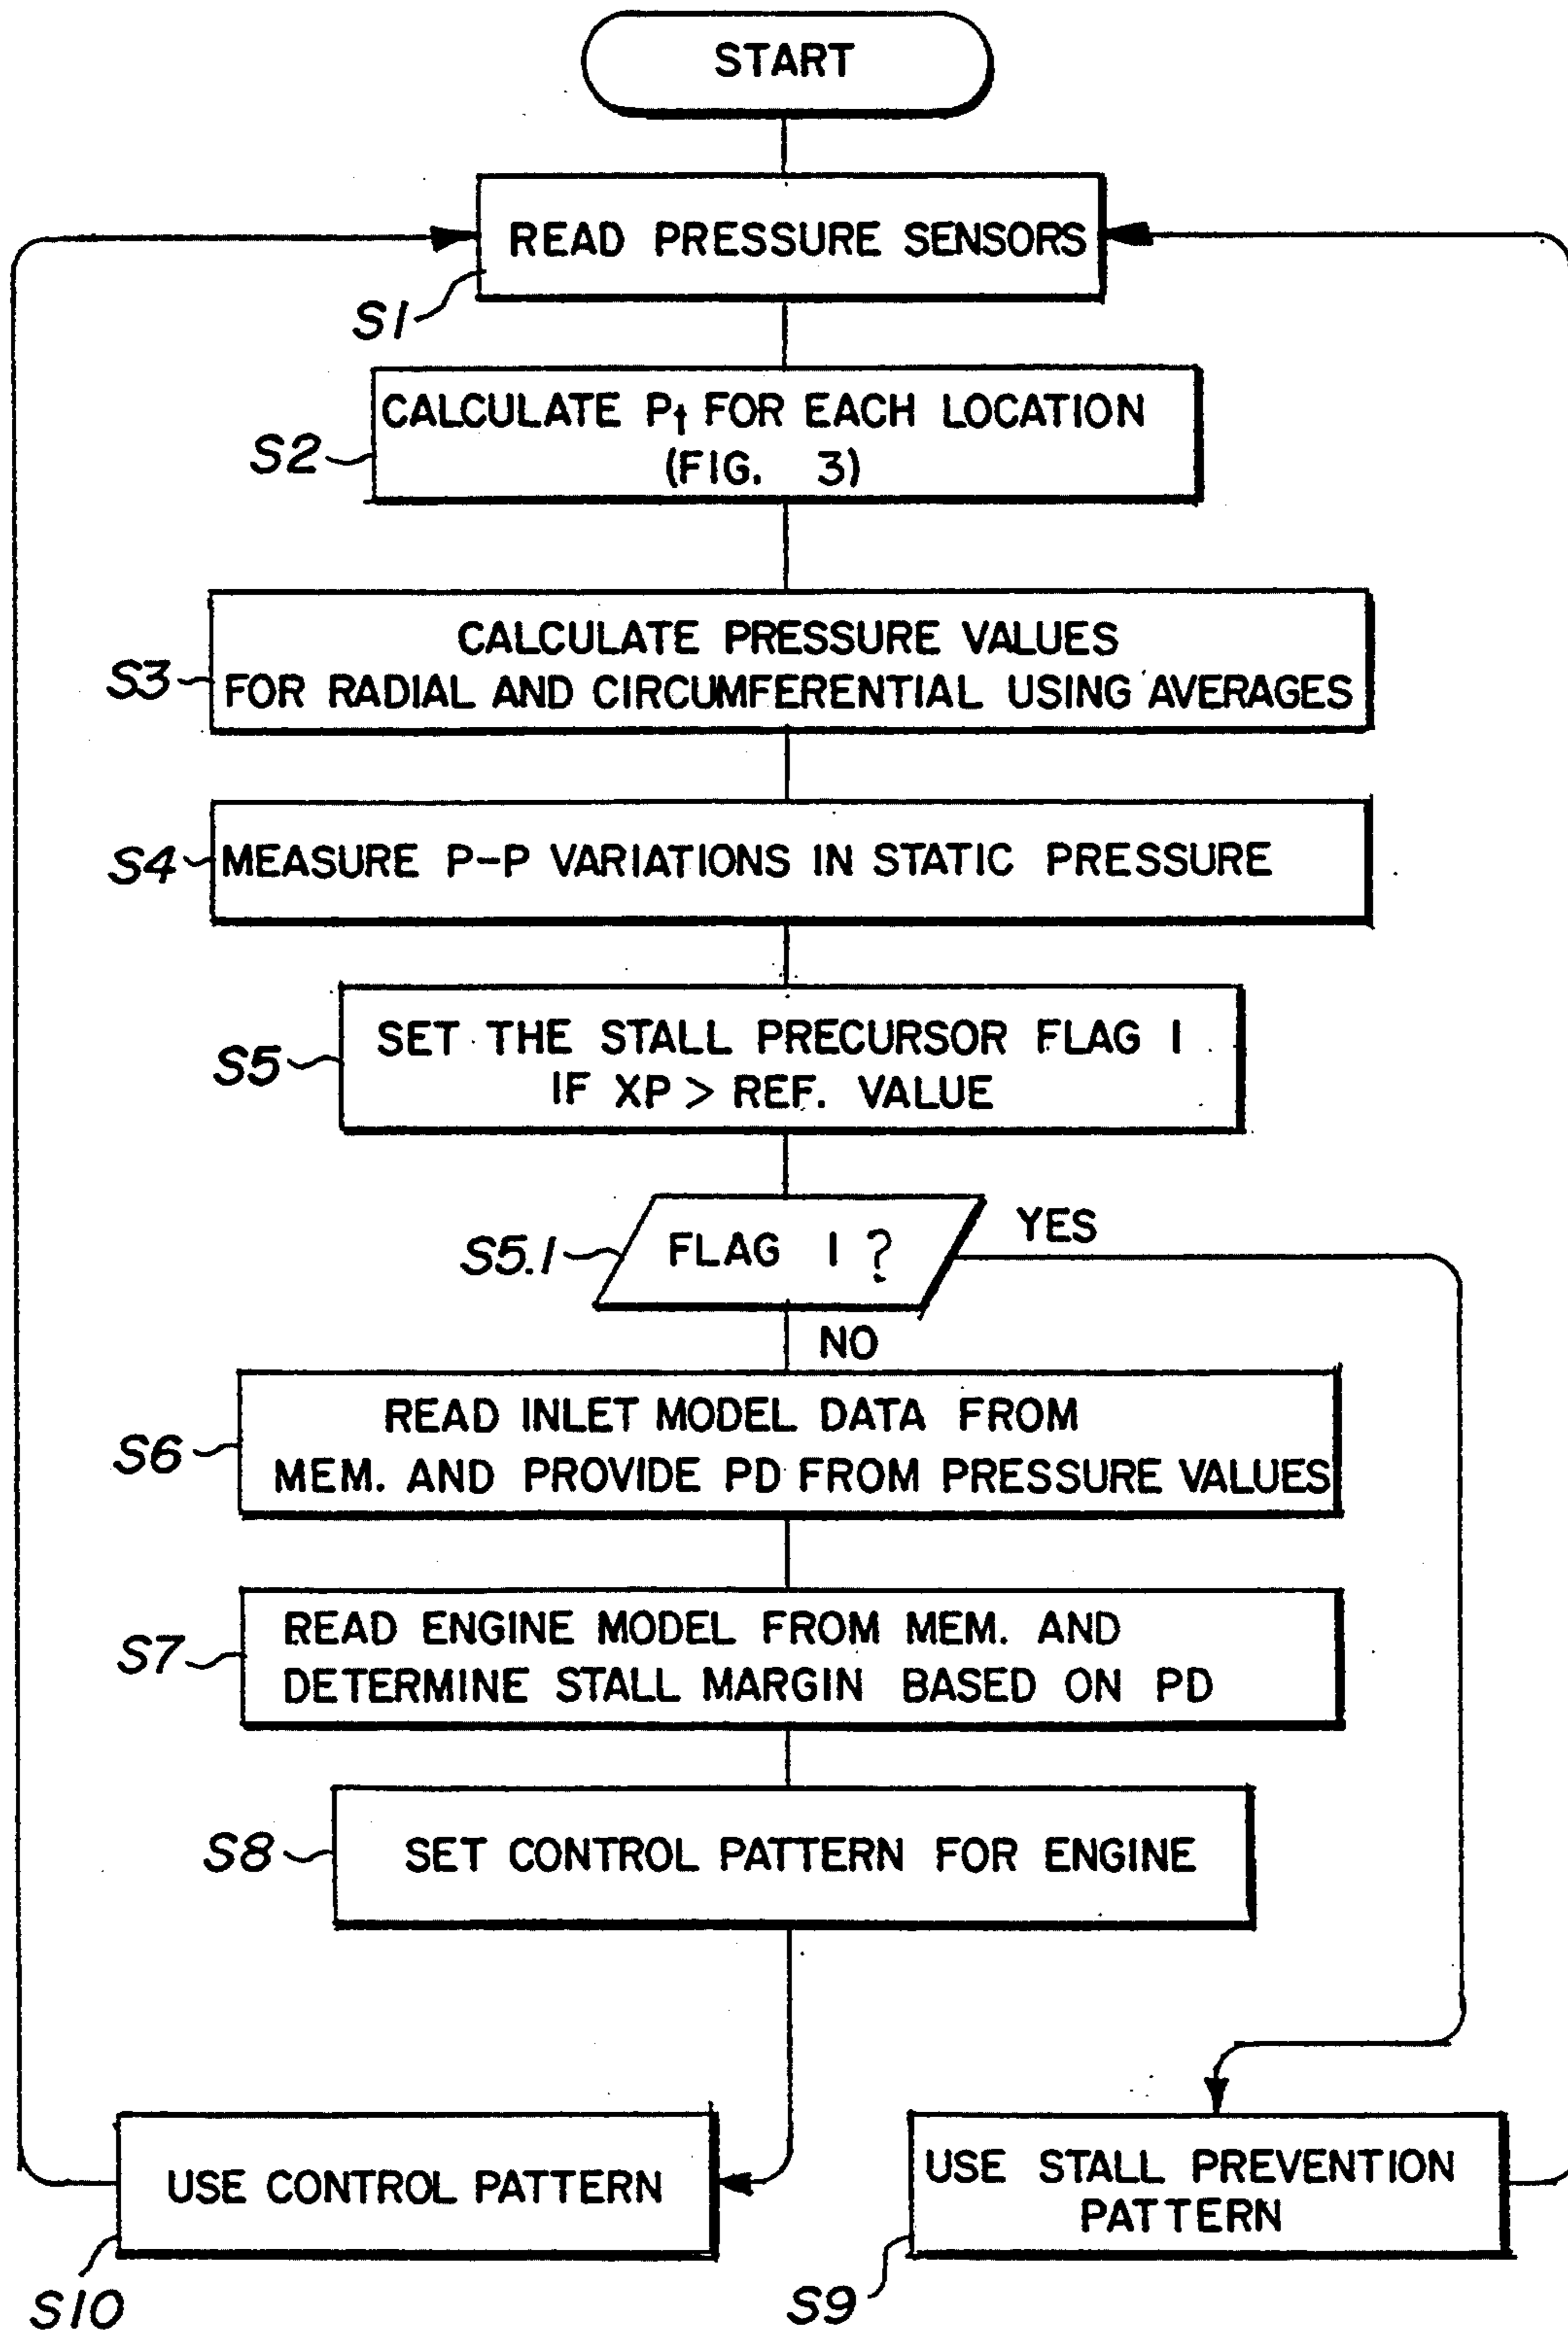 START
READ PRESSURE SENSORS
S1
CALCULATE Pt FOR EACH LOCATION
(FIG. 3)
S2
CALCULATE PRESSURE VALUES
FOR RADIAL AND CIRCUMFERENTIAL USING AVERAGES
S3
MEASURE P-P VARIATIONS IN STATIC PRESSURE
S4
SET THE STALL PRECURSOR FLAG 1
IF XP > REF. VALUE
S5
FLAG 1 ?
S5.1
YES
NO
READ INLET MODEL DATA FROM
MEM. AND PROVIDE PD FROM PRESSURE VALUES
S6
READ ENGINE MODEL FROM MEM. AND
DETERMINE STALL MARGIN BASED ON PD
S7
SET CONTROL PATTERN FOR ENGINE
S8
USE CONTROL PATTERN
S10
USE STALL PREVENTION
PATTERN
S9